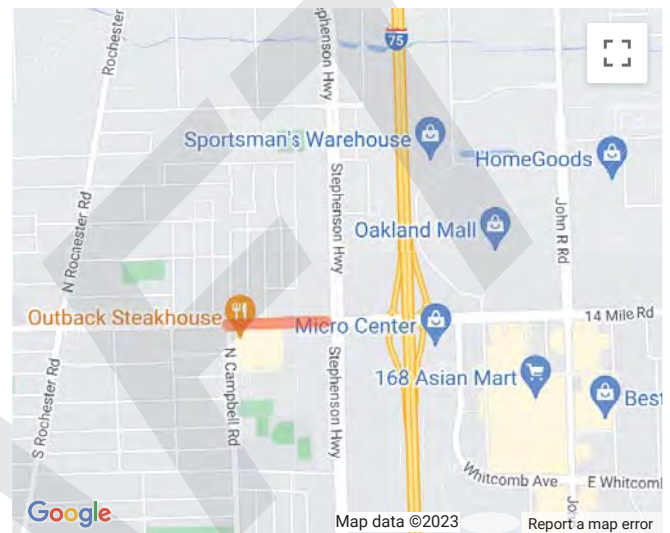 Rochester
Stephenson Hwy
75
Sportsman's Warehouse
HomeGoods
N Rochester Rd
Stephenson Hwy
John R Rd
Oakland Mall
Outback Steakhouse
Micro Center
14 Mile Rd
S Rochester Rd
N Campbell Rd
Stephenson Hwy
168 Asian Mart
Best
Whitcomb Ave
E Whitcomb
Google
Map data ©2023
Report a map error